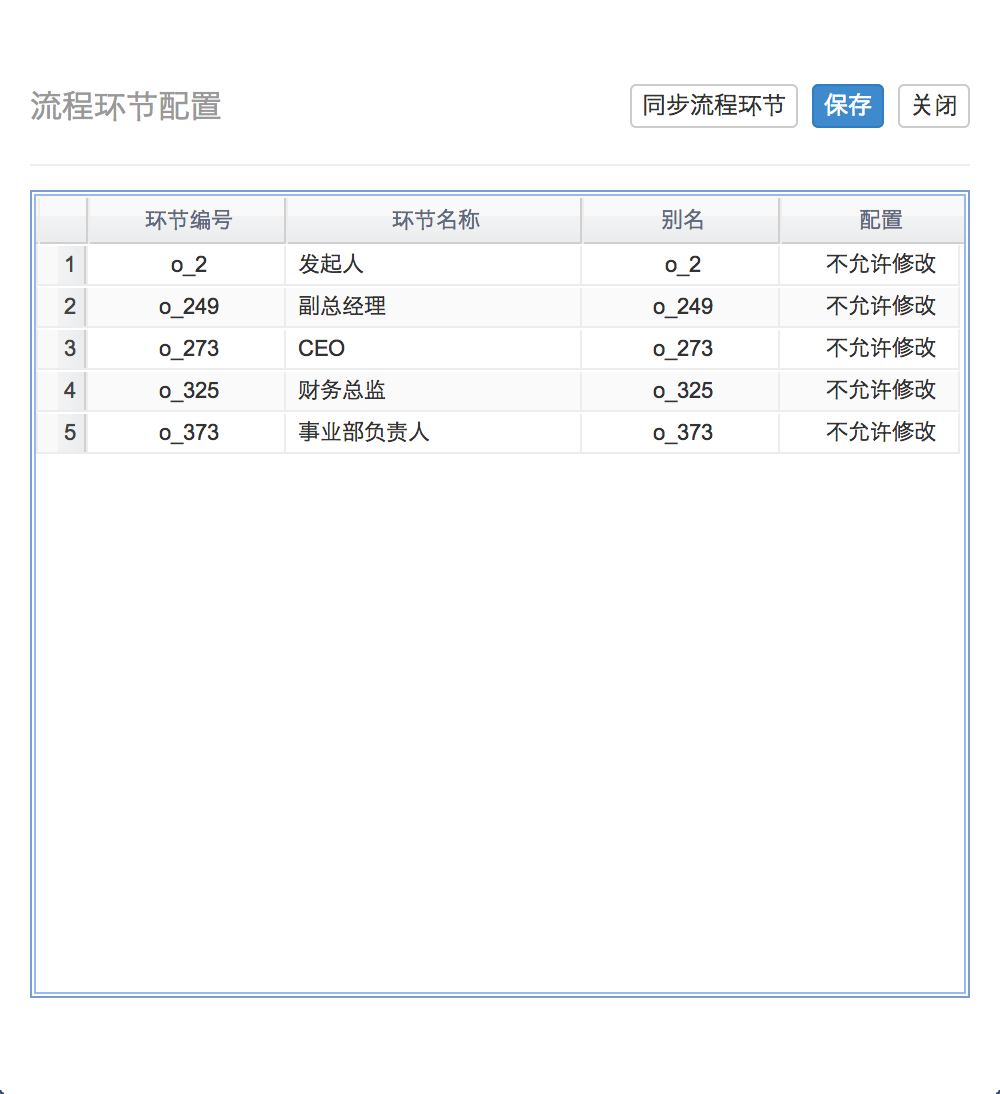 流程环节配置 同步流程环节 保存 关闭
环节编号 环节名称 别名 配置
1 o_2 发起人 o_2 不允许修改
2 o_249 副总经理 o_249 不允许修改
3 o_273 CEO o_273 不允许修改
4 o_325 财务总监 o_325 不允许修改
5 o_373 事业部负责人 o_373 不允许修改